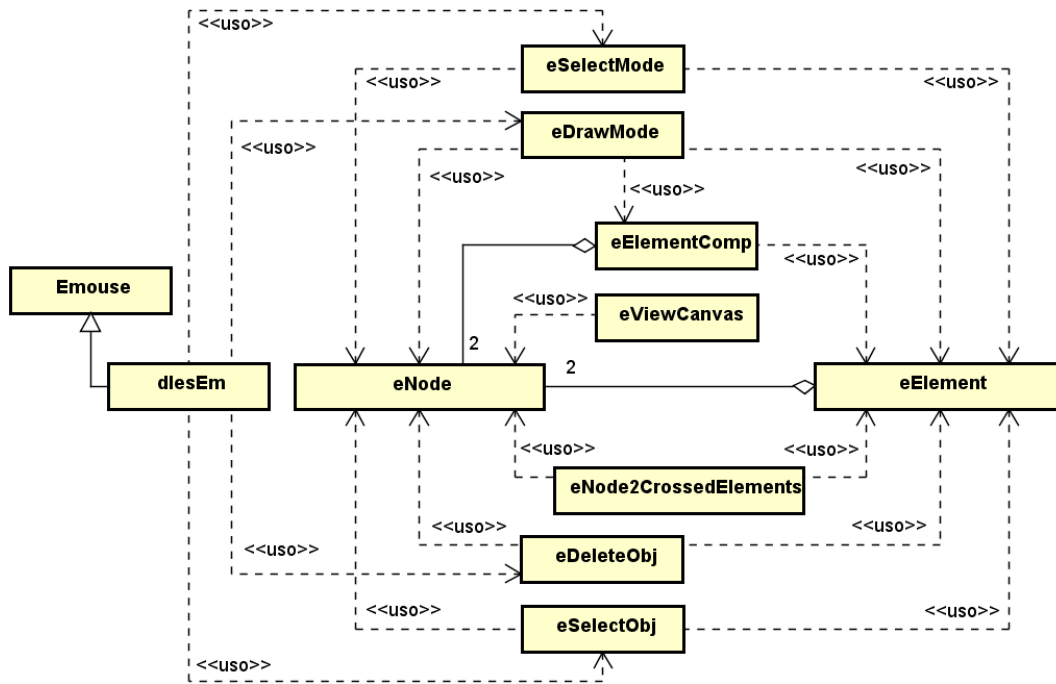 <<uso>>
eSelectMode
<<uso>>
<<uso>>
eDrawMode
<<uso>>
<<uso>>
<<uso>>
<<uso>>
eElementComp
<<uso>>
Emouse
<<uso>>
eViewCanvas
2
dIesEm
eNode
2
eElement
<<uso>>
<<uso>>
eNode2CrossedElements
<<uso>>
<<uso>>
<<uso>>
eDeleteObj
<<uso>>
eSelectObj
<<uso>>
<<uso>>